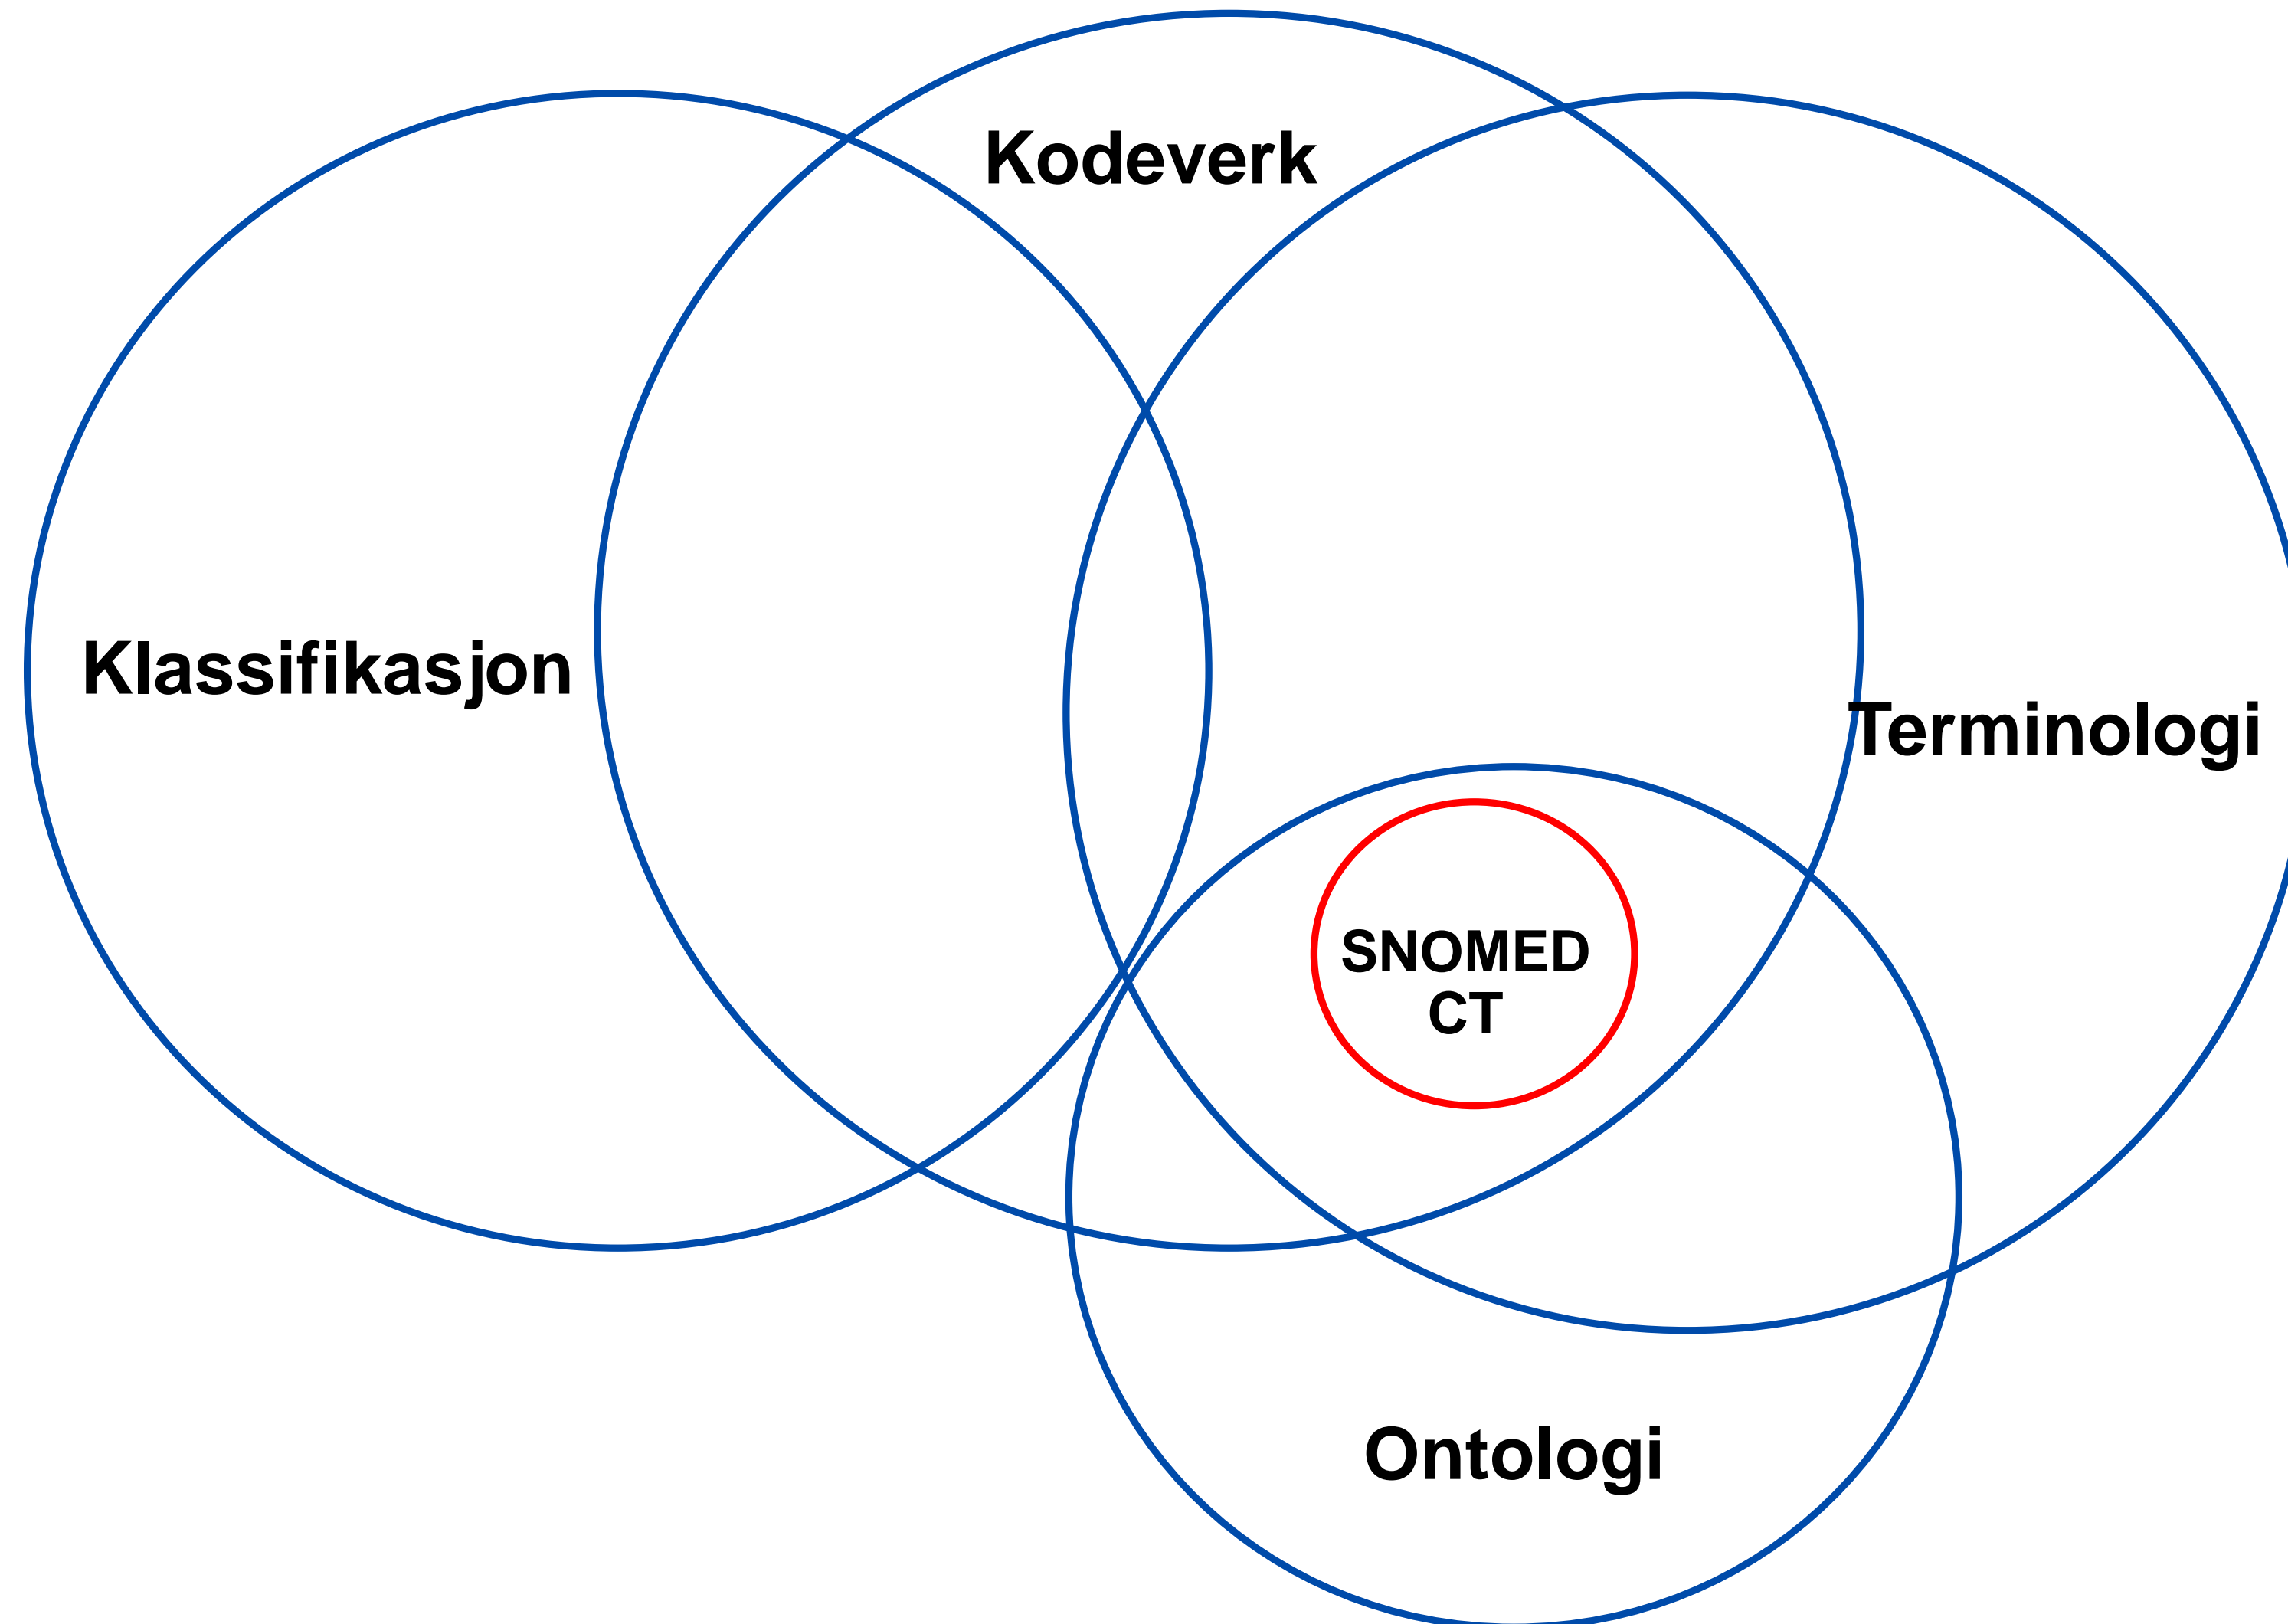 Kodeverk
Klassifikasjon
Terminologi
SNOMED
CT
Ontologi